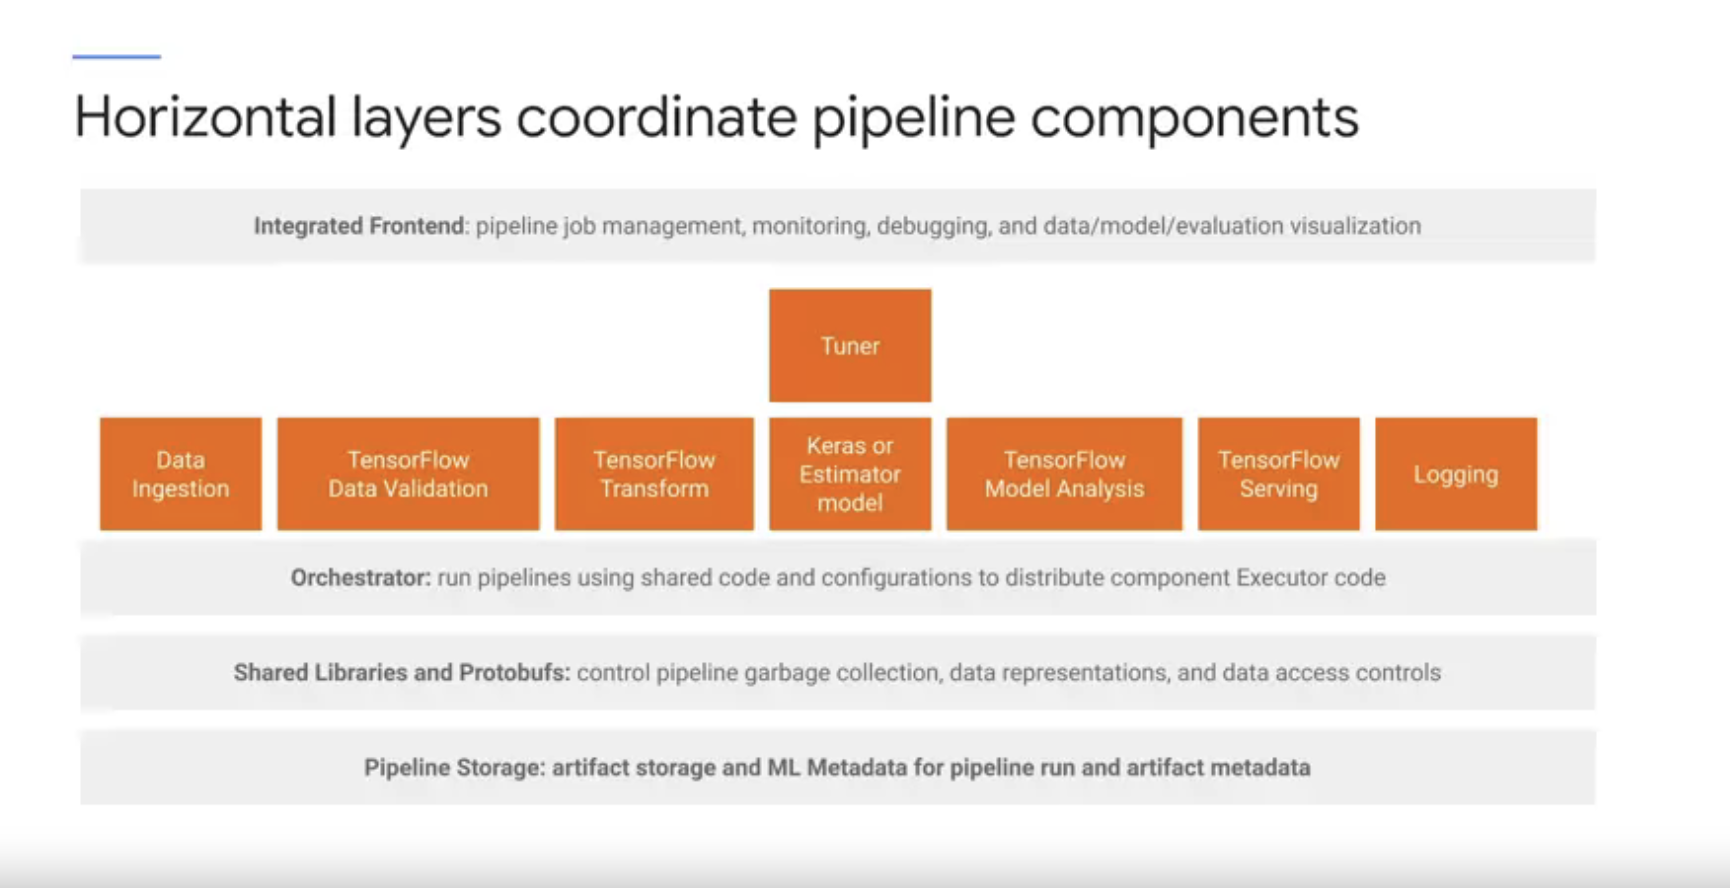 Horizontal layers coordinate pipeline components
Integrated Frontend: pipeline job management, monitoring, debugging, and data/model/evaluation visualization
Tuner
Data
Ingestion
TensorFlow
Data Validation
TensorFlow
Transform
Keras or
Estimator
model
TensorFlow
Model Analysis
TensorFlow
Serving
Logging
Orchestrator: run pipelines using shared code and configurations to distribute component Executor code
Shared Libraries and Protobufs: control pipeline garbage collection, data representations, and data access controls
Pipeline Storage: artifact storage and ML Metadata for pipeline run and artifact metadata